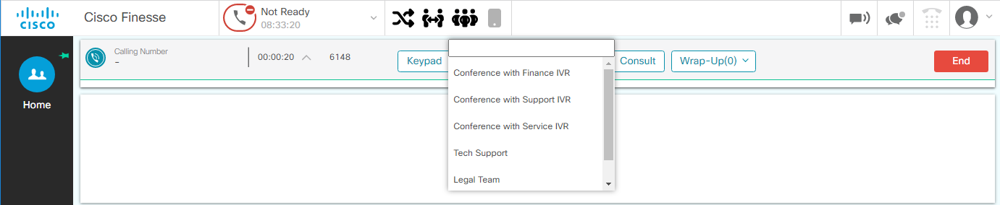 CISCO
Cisco Finesse
Not Ready
08:33:20
Home
Calling Number
-
00:00:20
6148
Keypad
Consult
Wrap-Up(0)
End
Conference with Finance IVR
Conference with Support IVR
Conference with Service IVR
Tech Support
Legal Team